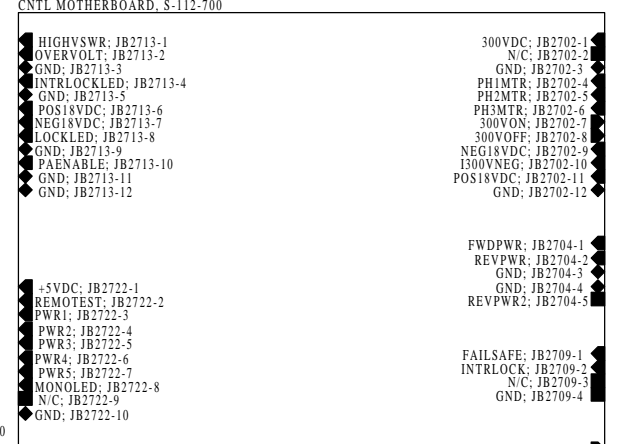 CNTL MOTHERBOARD, S-112-700
HIGHVSWR; JB2713-1
OVERVOLT; JB2713-2
GND; JB2713-3
INTRLOCKLED; JB2713-4
GND; JB2713-5
POS18VDC; JB2713-6
NEG18VDC; JB2713-7
LOCKLED; JB2713-8
GND; JB2713-9
PAENABLE; JB2713-10
GND; JB2713-11
GND; JB2713-12
+5VDC; JB2722-1
REMOTEST; JB2722-2
PWR1; JB2722-3
PWR2; JB2722-4
PWR3; JB2722-5
PWR4; JB2722-6
PWR5; JB2722-7
MONOLED; JB2722-8
N/C; JB2722-9
GND; JB2722-10
0
300VDC; JB2702-1
N/C; JB2702-2
GND; JB2702-3
PH1MTR; JB2702-4
PH2MTR; JB2702-5
PH3MTR; JB2702-6
300VON; JB2702-7
300VOFF; JB2702-8
NEG18VDC; JB2702-9
I300VNEG; JB2702-10
POS18VDC; JB2702-11
GND; JB2702-12
FWDPWR; JB2704-1
REVPWR; JB2704-2
GND; JB2704-3
GND; JB2704-4
REVPWR2; JB2704-5
FAILSAFE; JB2709-1
INTRLOCK; JB2709-2
N/C; JB2709-3
GND; JB2709-4